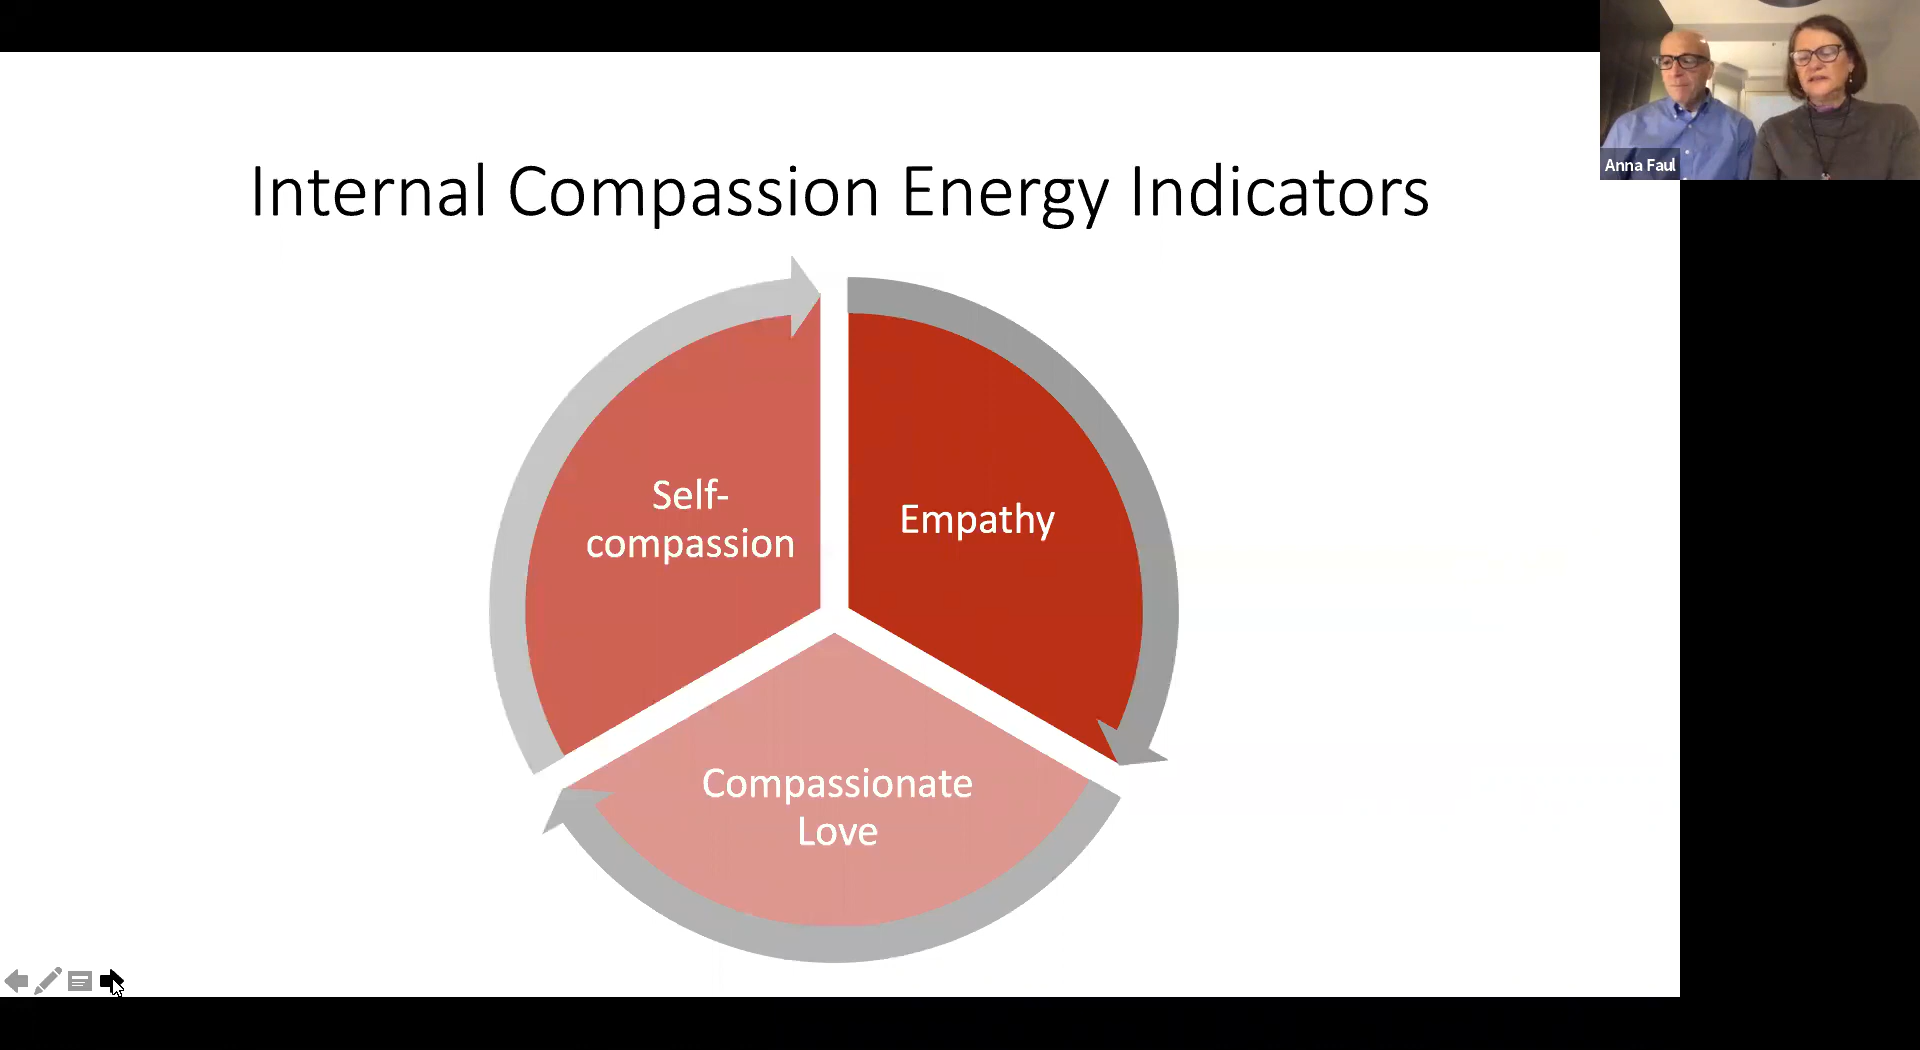 Internal Compassion Energy Indicators
Anna Faul
Self-
compassion
Empathy
Compassionate
Love